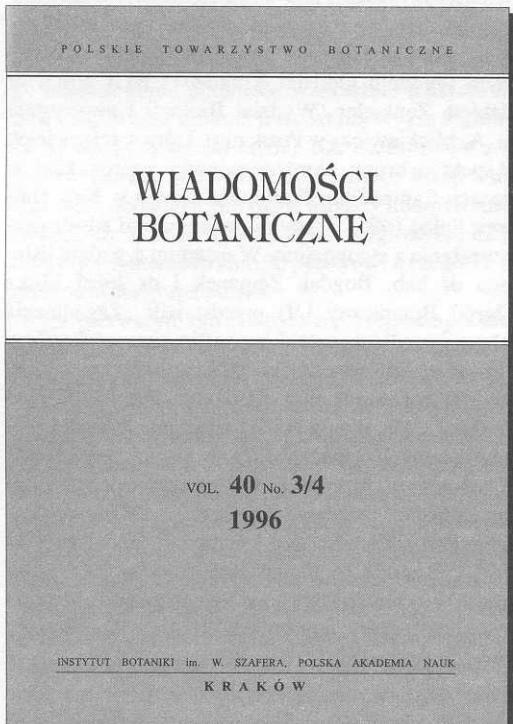 POLSKIE TOWARZYSTWO BOTANICZNE
WIADOMOŚCI
BOTANICZNE
VOL. 40 No. 3/4
1996
INSTYTUT BOTANIKI im. W. SZAFERA, POLSKA AKADEMIA NAUK
KRAKÓW